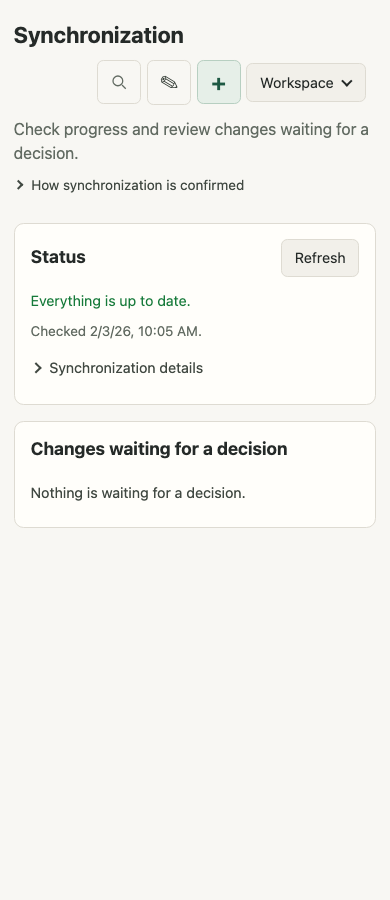 Synchronization
Workspace
Check progress and review changes waiting for a
decision.
How synchronization is confirmed
Status
Refresh
Everything is up to date.
Checked 2/3/26, 10:05 AM.
Synchronization details
Changes waiting for a decision
Nothing is waiting for a decision.